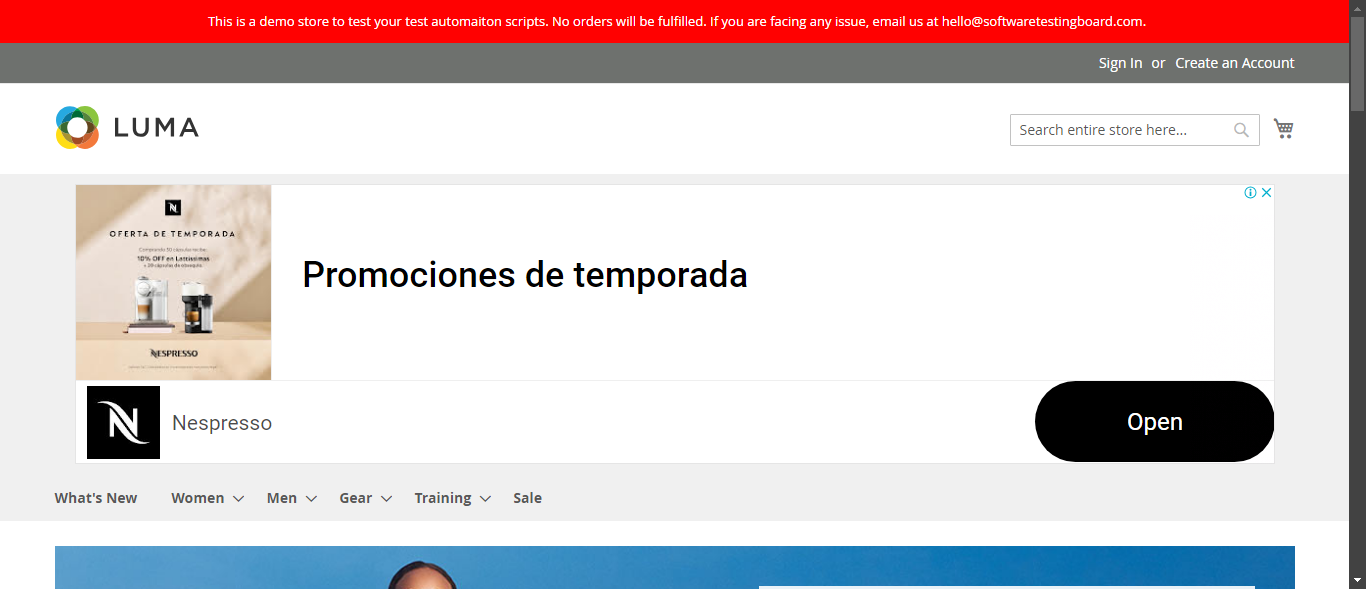 This is a demo store to test your test automaiton scripts. No orders will be fulfilled. If you are facing any issue, email us at hello@softwaretestingboard.com.
Sign In or Create an Account
LUMA
Search entire store here...
OFERTA DE TEMPORADA
10% OFF en Lattissimas
NESPRESSO
Promociones de temporada
Nespresso
Open
What's New Women Men Gear Training Sale